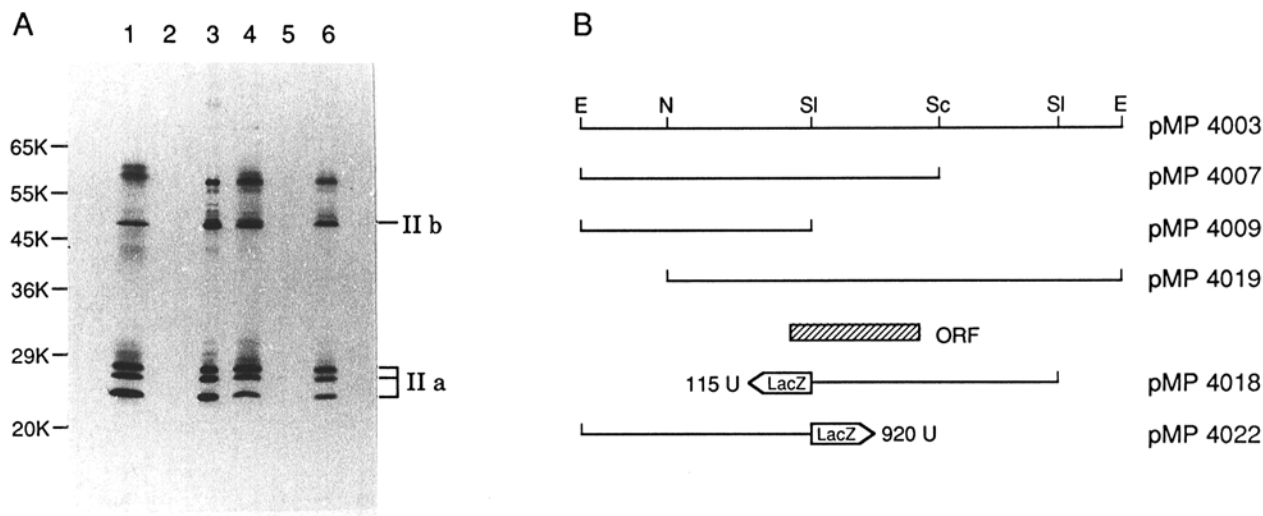 A
1 2 3 4 5 6
65K
55K
45K
36K
29K
20K
II b
II a
B
E N Sl Sc Sl E
pMP 4003
pMP 4007
pMP 4009
pMP 4019
ORF
115 U LacZ pMP 4018
LacZ 920 U pMP 4022